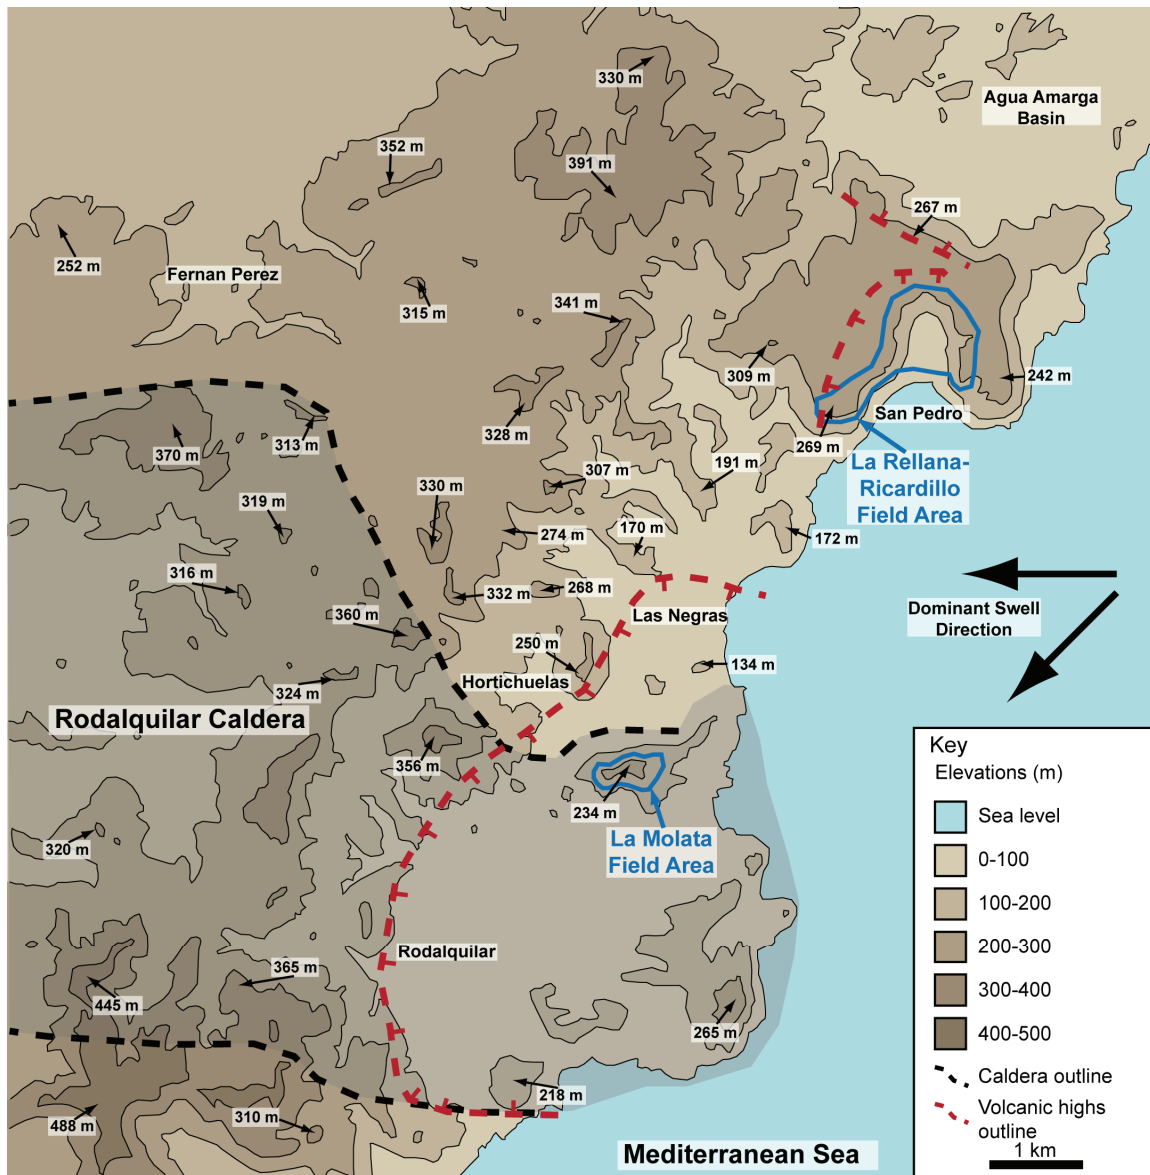 330 m
Agua Amarga
Basin
352 m
391 m
267 m
252 m
Fernan Perez
315 m
341 m
309 m
242 m
San Pedro
328 m
269 m
313 m
370 m
La Rellana-
Ricardillo
Field Area
191 m
307 m
330 m
319 m
274 m
170 m
172 m
316 m
332 m
268 m
Dominant Swell
Direction
360 m
Las Negras
250 m
134 m
Hortichuelas
324 m
Rodalquilar Caldera
356 m
234 m
La Molata
Field Area
320 m
Rodalquilar
365 m
445 m
265 m
218 m
310 m
488 m
Mediterranean Sea
Key
Elevations (m)
Sea level
0-100
100-200
200-300
300-400
400-500
Caldera outline
Volcanic highs
outline
1 km